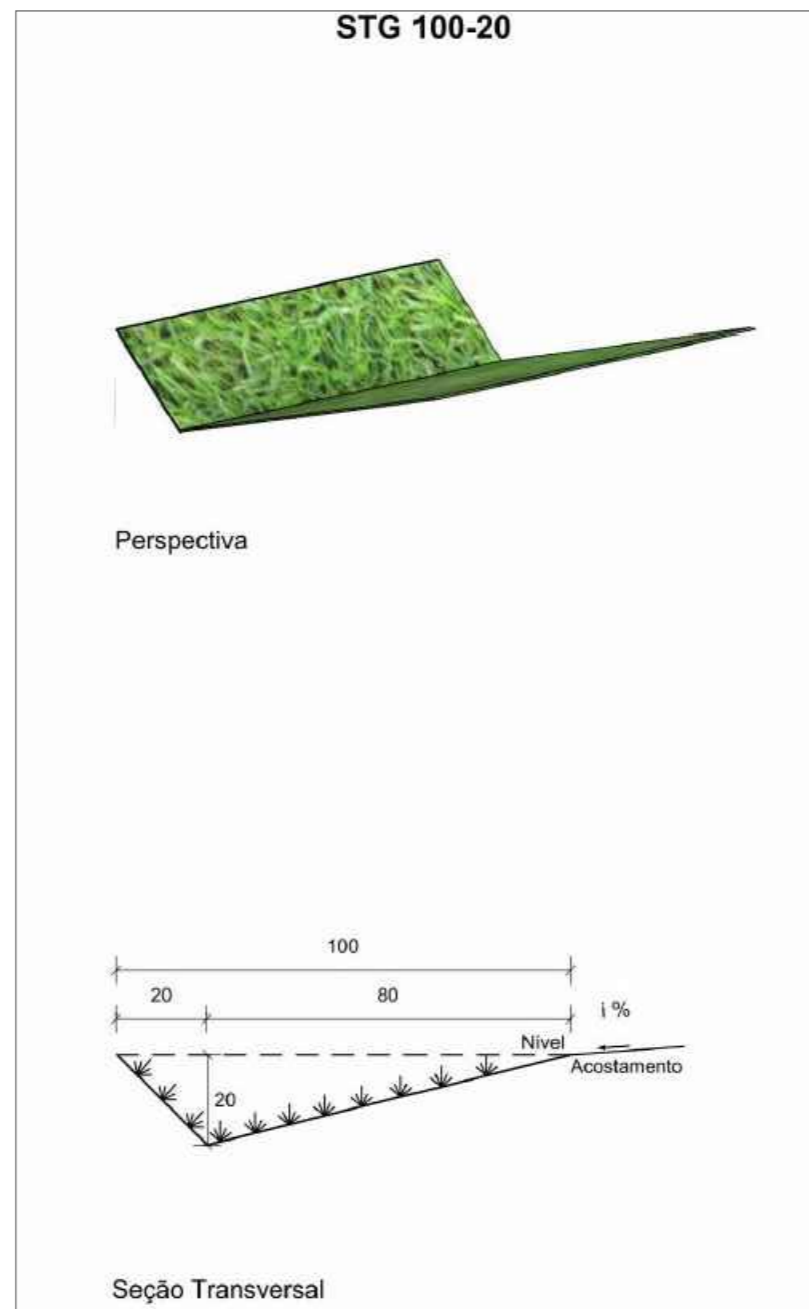 STG 100-20
Perspectiva
100
20 80
i %
Nível
Acostamento
20
Seção Transversal